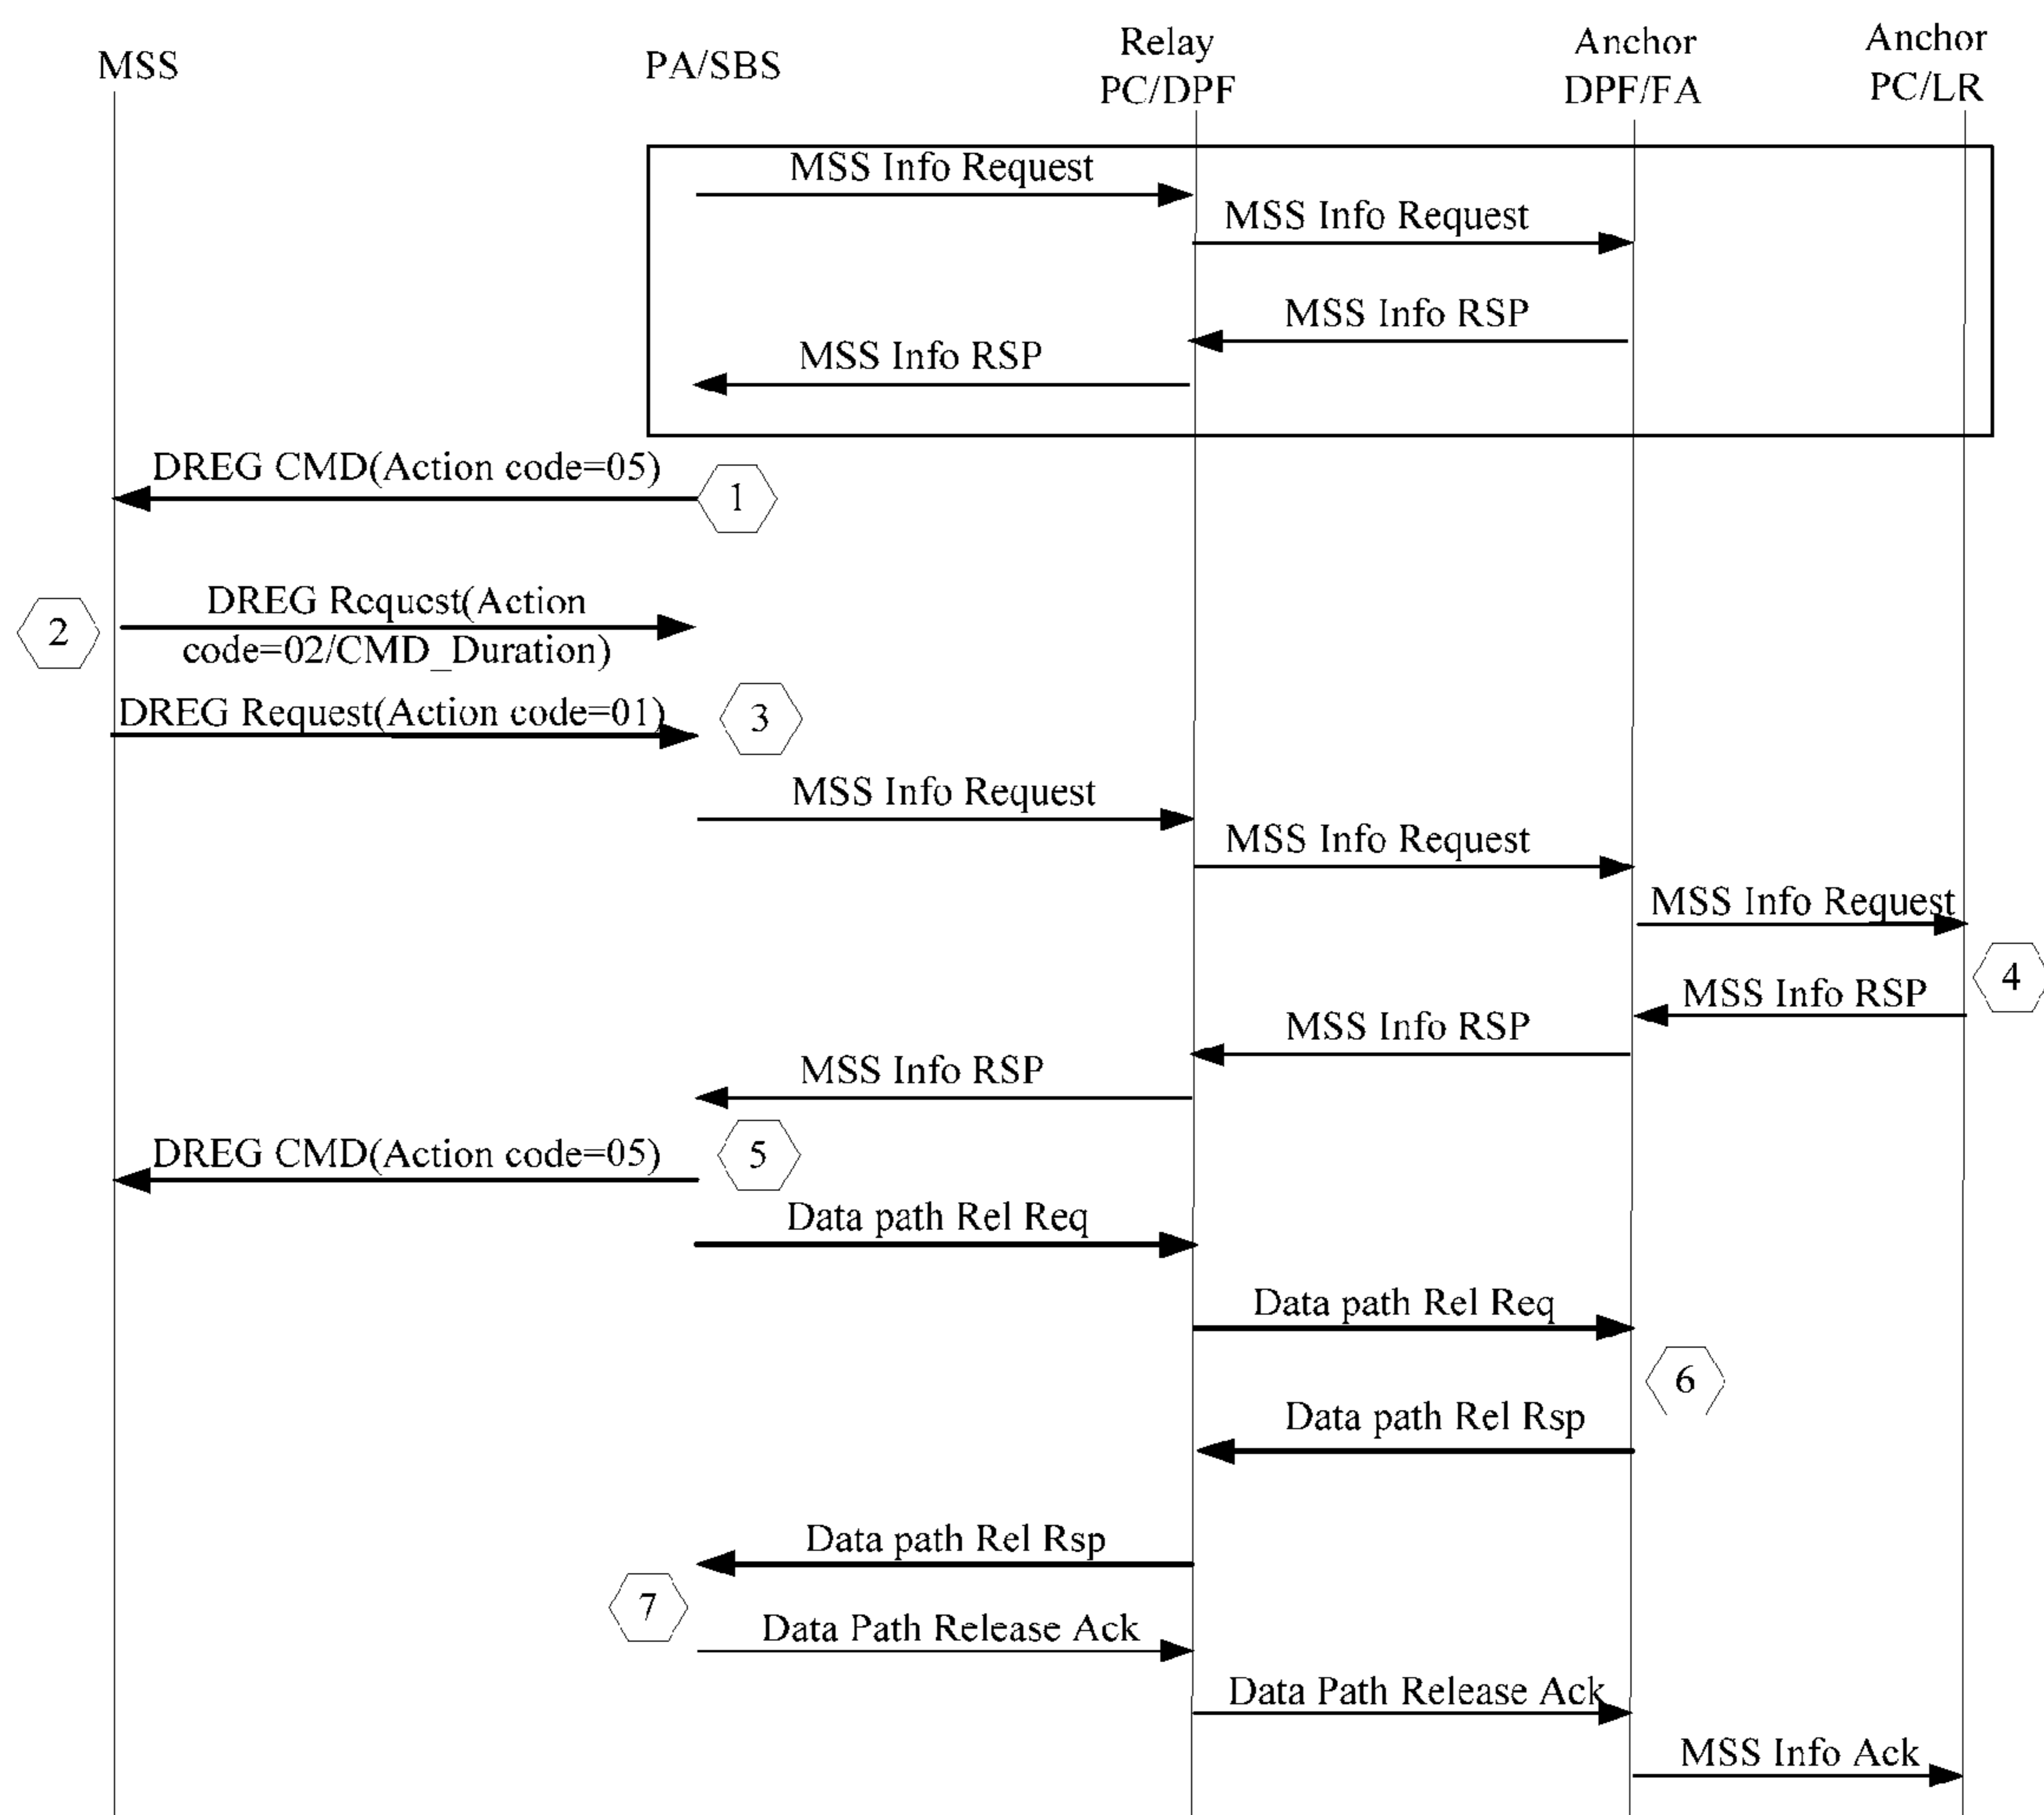 MSS
PA/SBS
Relay
PC/DPF
Anchor
DPF/FA
Anchor
PC/LR
MSS Info Request
MSS Info Request
MSS Info RSP
MSS Info RSP
DREG CMD(Action code=05)
1
2
DREG Request(Action
code=02/CMD_Duration)
DREG Request(Action code=01)
3
MSS Info Request
MSS Info Request
MSS Info Request
4
MSS Info RSP
MSS Info RSP
MSS Info RSP
DREG CMD(Action code=05)
5
Data path Rel Req
Data path Rel Req
6
Data path Rel Rsp
Data path Rel Rsp
7
Data Path Release Ack
Data Path Release Ack
MSS Info Ack